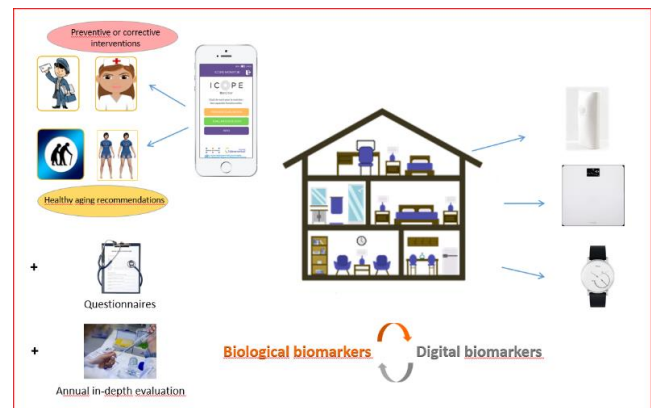 Preventive or corrective
interventions
ICOPE
Healthy aging recommendations
+
Questionnaires
+
Annual in-depth evaluation
Biological biomarkers
Digital biomarkers